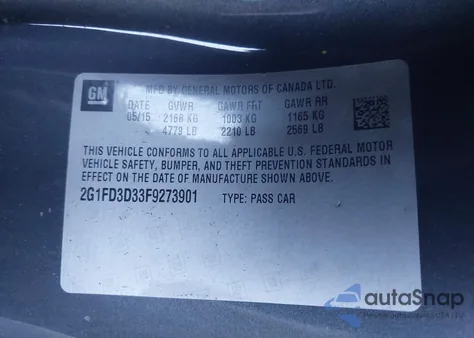 GM
MFD BY GENERAL MOTORS OF CANADA LTD.
DATE GVWR GAWR FRT GAWR RR
05/15 2168 KG 1003 KG 1165 KG
4779 LB 2210 LB 2569 LB
THIS VEHICLE CONFORMS TO ALL APPLICABLE U.S. FEDERAL MOTOR
VEHICLE SAFETY, BUMPER, AND THEFT PREVENTION STANDARDS IN
EFFECT ON THE DATE OF MANUFACTURE SHOWN ABOVE.
2G1FD3D33F9273901 TYPE: PASS CAR
autoSnap